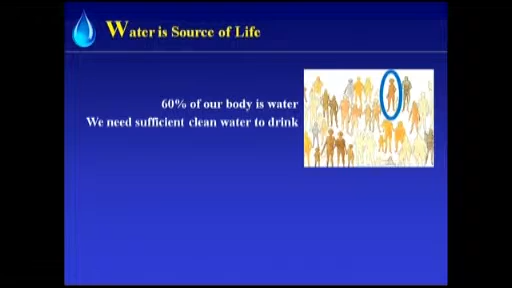 Water is Source of Life
60% of our body is water
We need sufficient clean water to drink